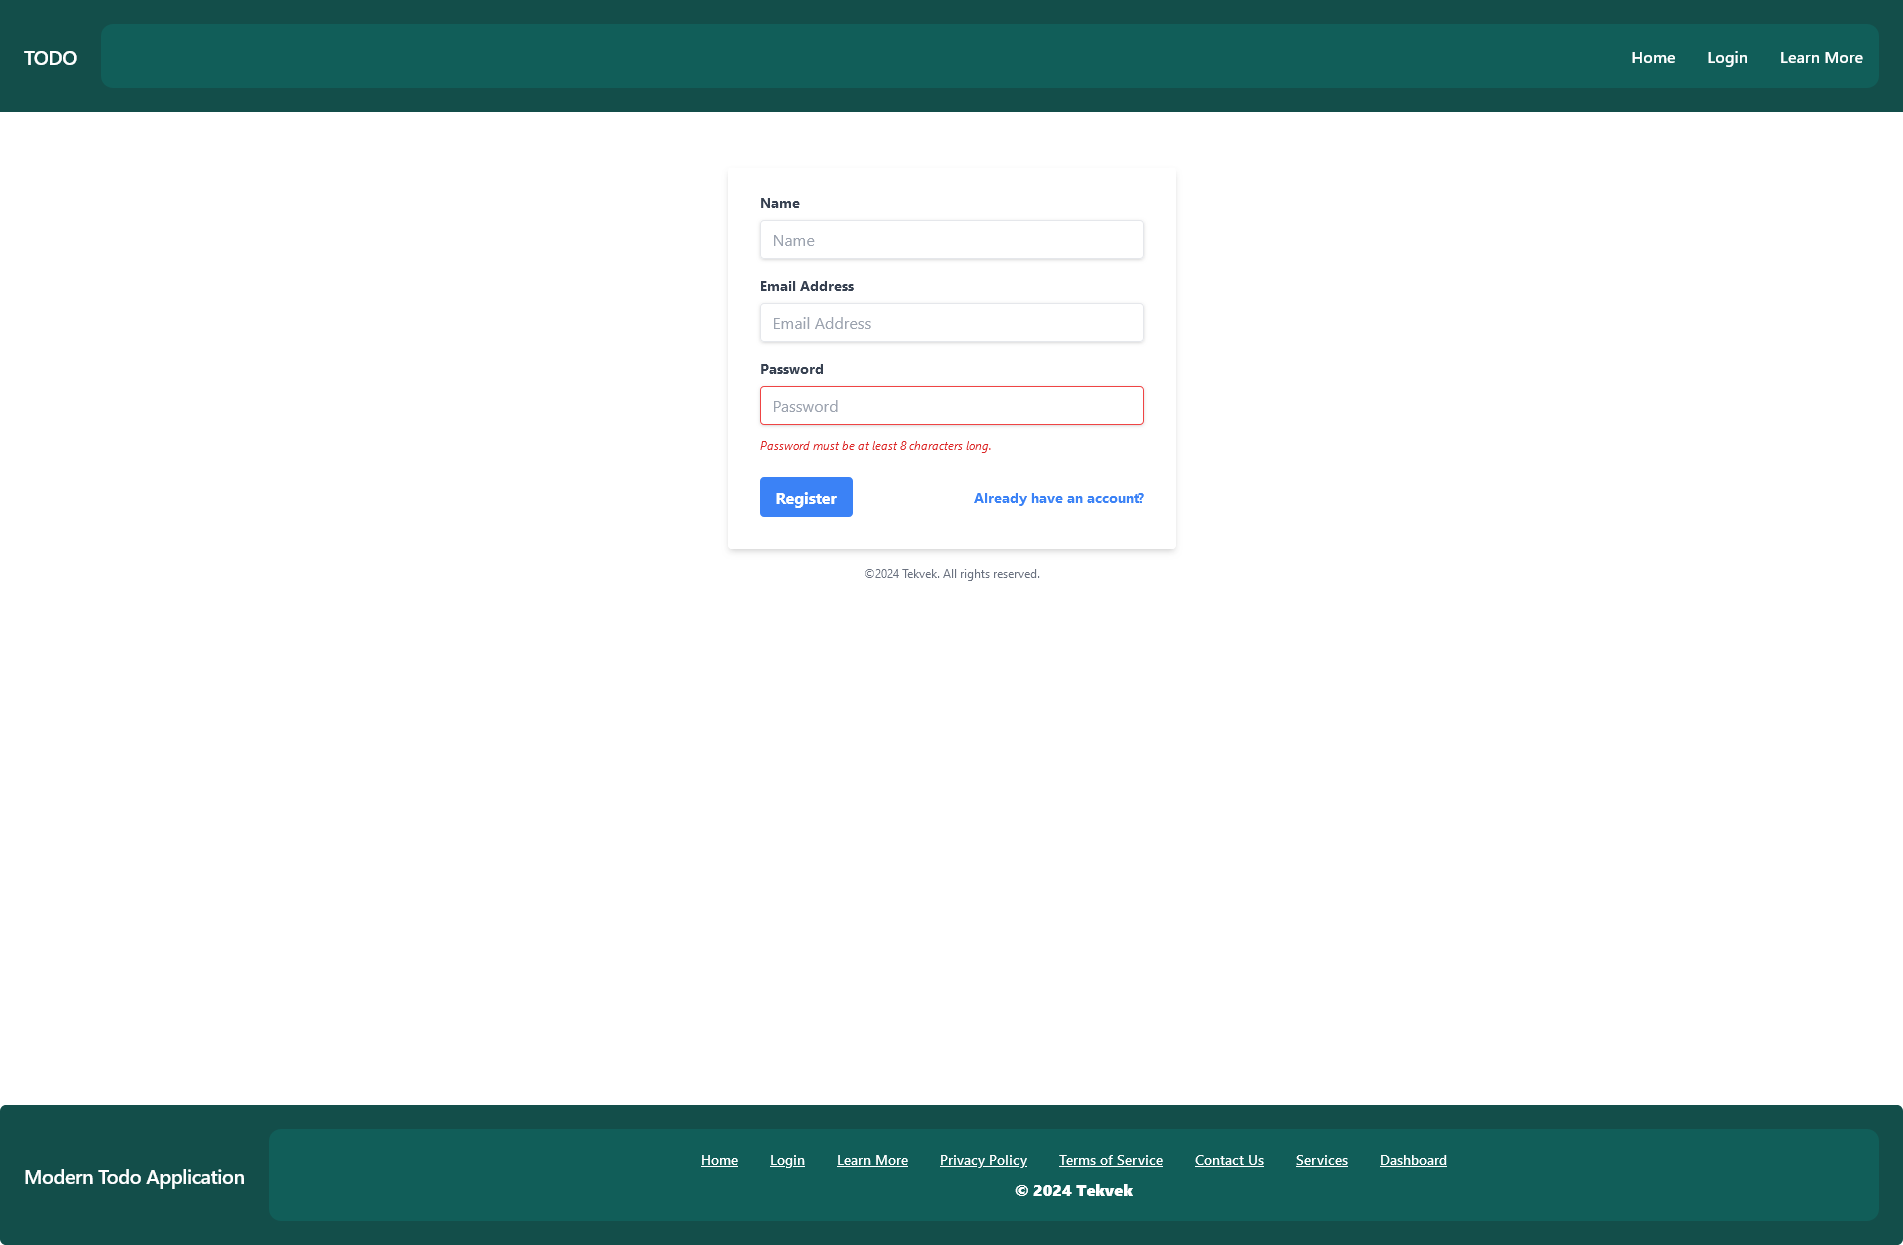 TODO
Home Login Learn More
Name
Name
Email Address
Email Address
Password
Password
Password must be at least 8 characters long.
Register Already have an account?
©2024 Tekvek. All rights reserved.
Modern Todo Application
Home Login Learn More Privacy Policy Terms of Service Contact Us Services Dashboard
© 2024 Tekvek